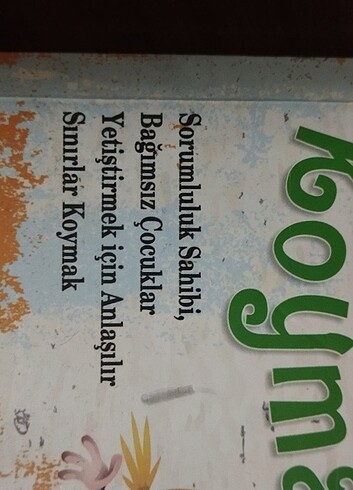 Koyma
Sorumluluk Sahibi,
Bağımsız Çocuklar
Yetiştirmek için Anlaşılır
Sınırlar Koymak